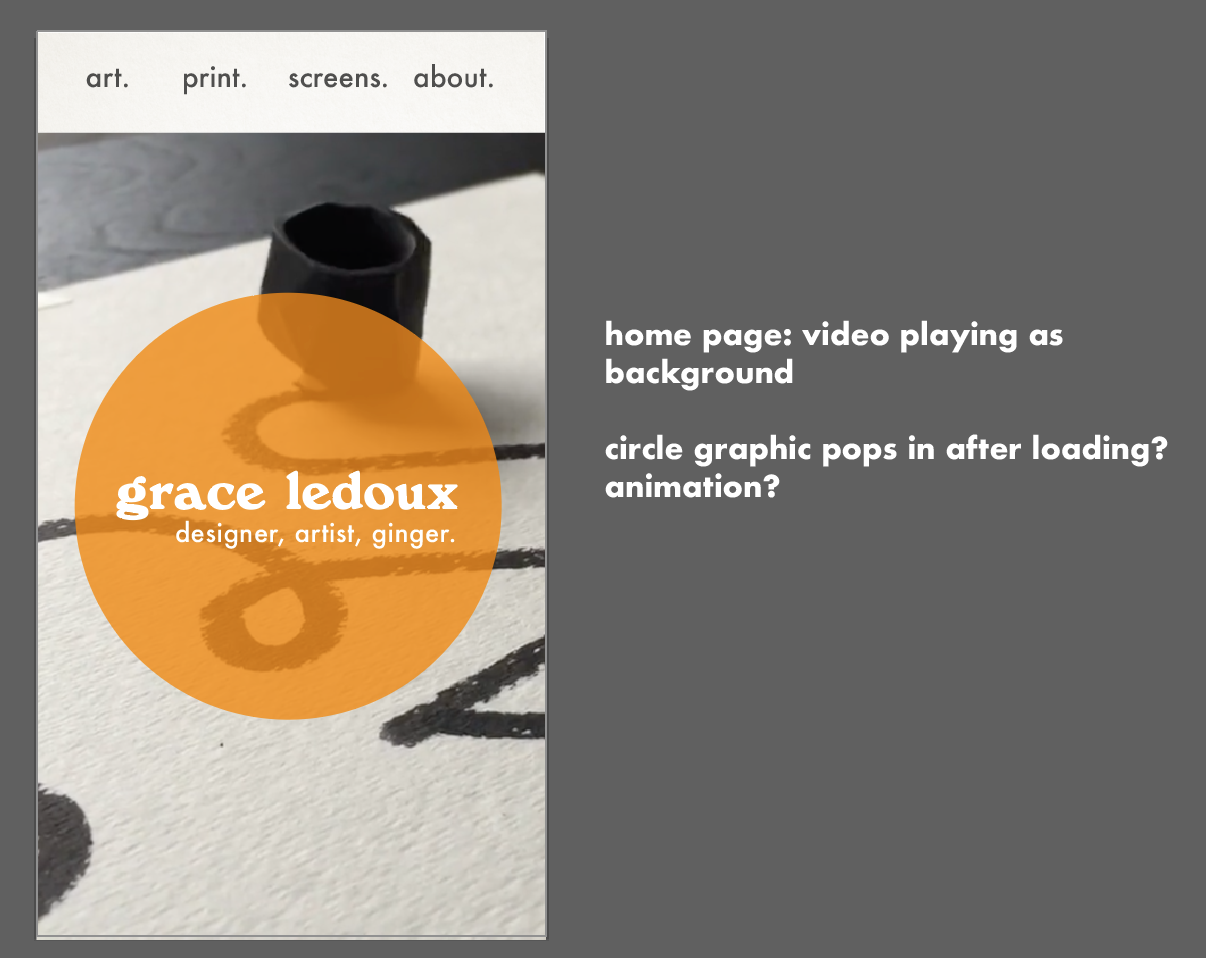 art. print. screens. about.
grace ledoux
designer, artist, ginger.
home page: video playing as
background
circle graphic pops in after loading?
animation?